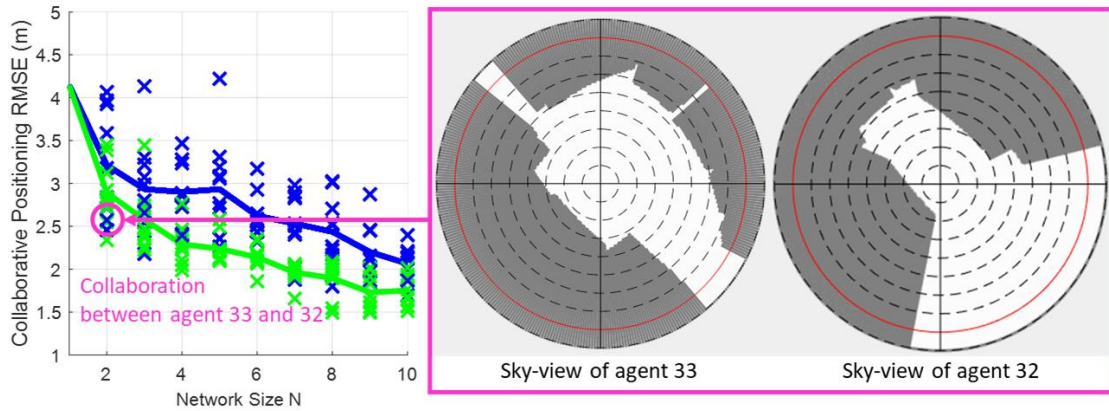 5
4.5
4
3.5
3
2.5
2
1.5
1
Collaborative Positioning RMSE (m)
Collaboration
between agent 33 and 32
2
4
6
8
10
Network Size N
Sky-view of agent 33
Sky-view of agent 32